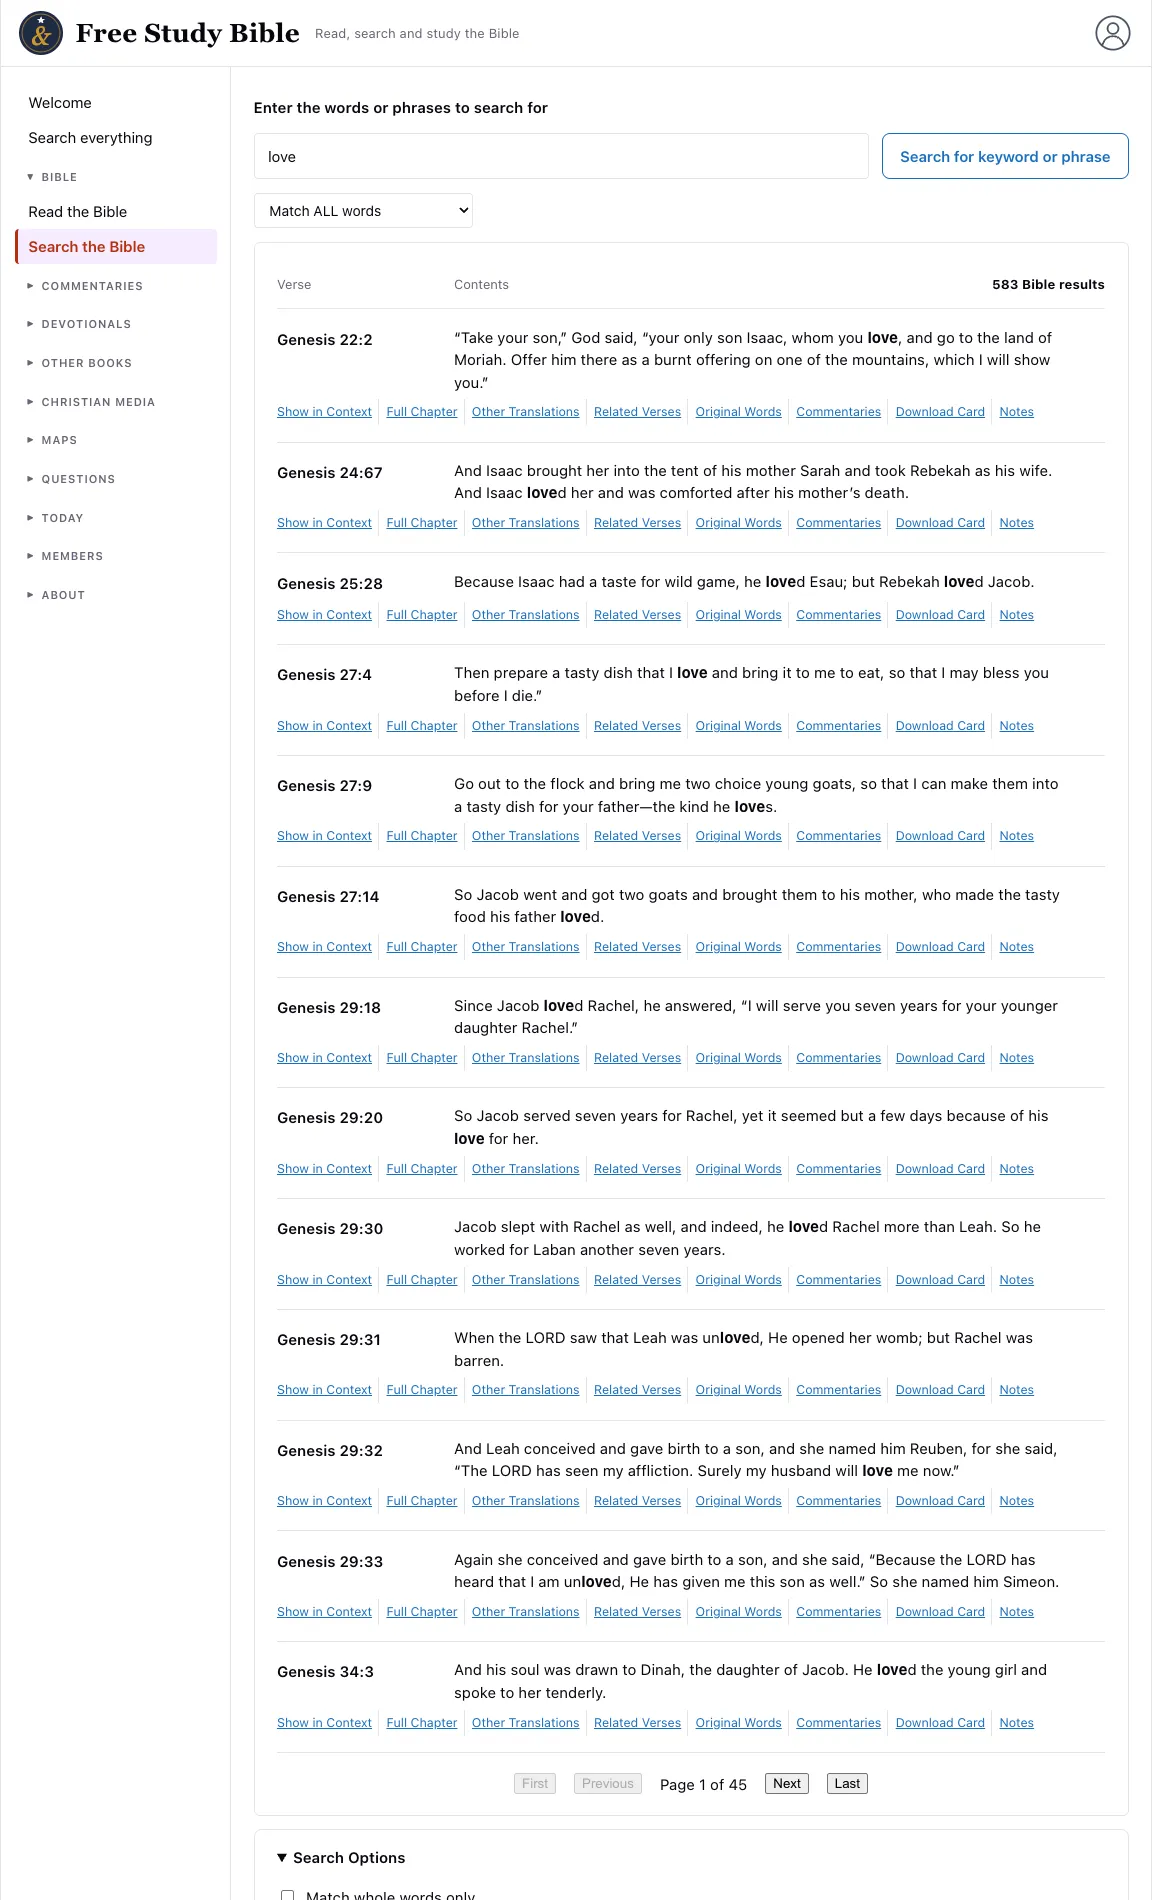 &
Free Study Bible
Read, search and study the Bible
Welcome
Search everything
▾ BIBLE
Read the Bible
Search the Bible
▸ COMMENTARIES
▸ DEVOTIONALS
▸ OTHER BOOKS
▸ CHRISTIAN MEDIA
▸ MAPS
▸ QUESTIONS
▸ TODAY
▸ MEMBERS
▸ ABOUT
Enter the words or phrases to search for
love
Search for keyword or phrase
Match ALL words
Verse Contents 583 Bible results
Genesis 22:2 “Take your son,” God said, “your only son Isaac, whom you love, and go to the land of
Moriah. Offer him there as a burnt offering on one of the mountains, which I will show
you.”
Show in Context Full Chapter Other Translations Related Verses Original Words Commentaries Download Card Notes
Genesis 24:67 And Isaac brought her into the tent of his mother Sarah and took Rebekah as his wife.
And Isaac loved her and was comforted after his mother’s death.
Show in Context Full Chapter Other Translations Related Verses Original Words Commentaries Download Card Notes
Genesis 25:28 Because Isaac had a taste for wild game, he loved Esau; but Rebekah loved Jacob.
Show in Context Full Chapter Other Translations Related Verses Original Words Commentaries Download Card Notes
Genesis 27:4 Then prepare a tasty dish that I love and bring it to me to eat, so that I may bless you
before I die.”
Show in Context Full Chapter Other Translations Related Verses Original Words Commentaries Download Card Notes
Genesis 27:9 Go out to the flock and bring me two choice young goats, so that I can make them into
a tasty dish for your father—the kind he loves.
Show in Context Full Chapter Other Translations Related Verses Original Words Commentaries Download Card Notes
Genesis 27:14 So Jacob went and got two goats and brought them to his mother, who made the tasty
food his father loved.
Show in Context Full Chapter Other Translations Related Verses Original Words Commentaries Download Card Notes
Genesis 29:18 Since Jacob loved Rachel, he answered, “I will serve you seven years for your younger
daughter Rachel.”
Show in Context Full Chapter Other Translations Related Verses Original Words Commentaries Download Card Notes
Genesis 29:20 So Jacob served seven years for Rachel, yet it seemed but a few days because of his
love for her.
Show in Context Full Chapter Other Translations Related Verses Original Words Commentaries Download Card Notes
Genesis 29:30 Jacob slept with Rachel as well, and indeed, he loved Rachel more than Leah. So he
worked for Laban another seven years.
Show in Context Full Chapter Other Translations Related Verses Original Words Commentaries Download Card Notes
Genesis 29:31 When the LORD saw that Leah was unloved, He opened her womb; but Rachel was
barren.
Show in Context Full Chapter Other Translations Related Verses Original Words Commentaries Download Card Notes
Genesis 29:32 And Leah conceived and gave birth to a son, and she named him Reuben, for she said,
“The LORD has seen my affliction. Surely my husband will love me now.”
Show in Context Full Chapter Other Translations Related Verses Original Words Commentaries Download Card Notes
Genesis 29:33 Again she conceived and gave birth to a son, and she said, “Because the LORD has
heard that I am unloved, He has given me this son as well.” So she named him Simeon.
Show in Context Full Chapter Other Translations Related Verses Original Words Commentaries Download Card Notes
Genesis 34:3 And his soul was drawn to Dinah, the daughter of Jacob. He loved the young girl and
spoke to her tenderly.
Show in Context Full Chapter Other Translations Related Verses Original Words Commentaries Download Card Notes
First Previous Page 1 of 45 Next Last
▼ Search Options
Match whole words only